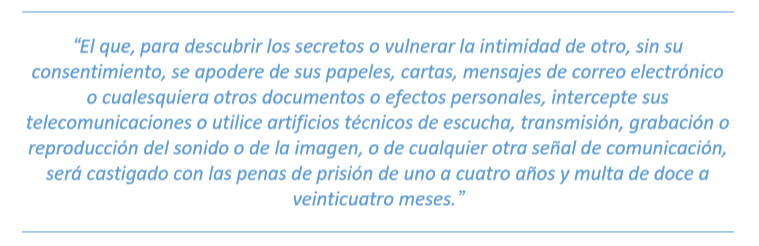 “El que, para descubrir los secretos o vulnerar la intimidad de otro, sin su
consentimiento, se apodere de sus papeles, cartas, mensajes de correo electrónico
o cualesquiera otros documentos o efectos personales, intercepte sus
telecomunicaciones o utilice artificios técnicos de escucha, transmisión, grabación o
reproducción del sonido o de la imagen, o de cualquier otra señal de comunicación,
será castigado con las penas de prisión de uno a cuatro años y multa de doce a
veinticuatro meses.”